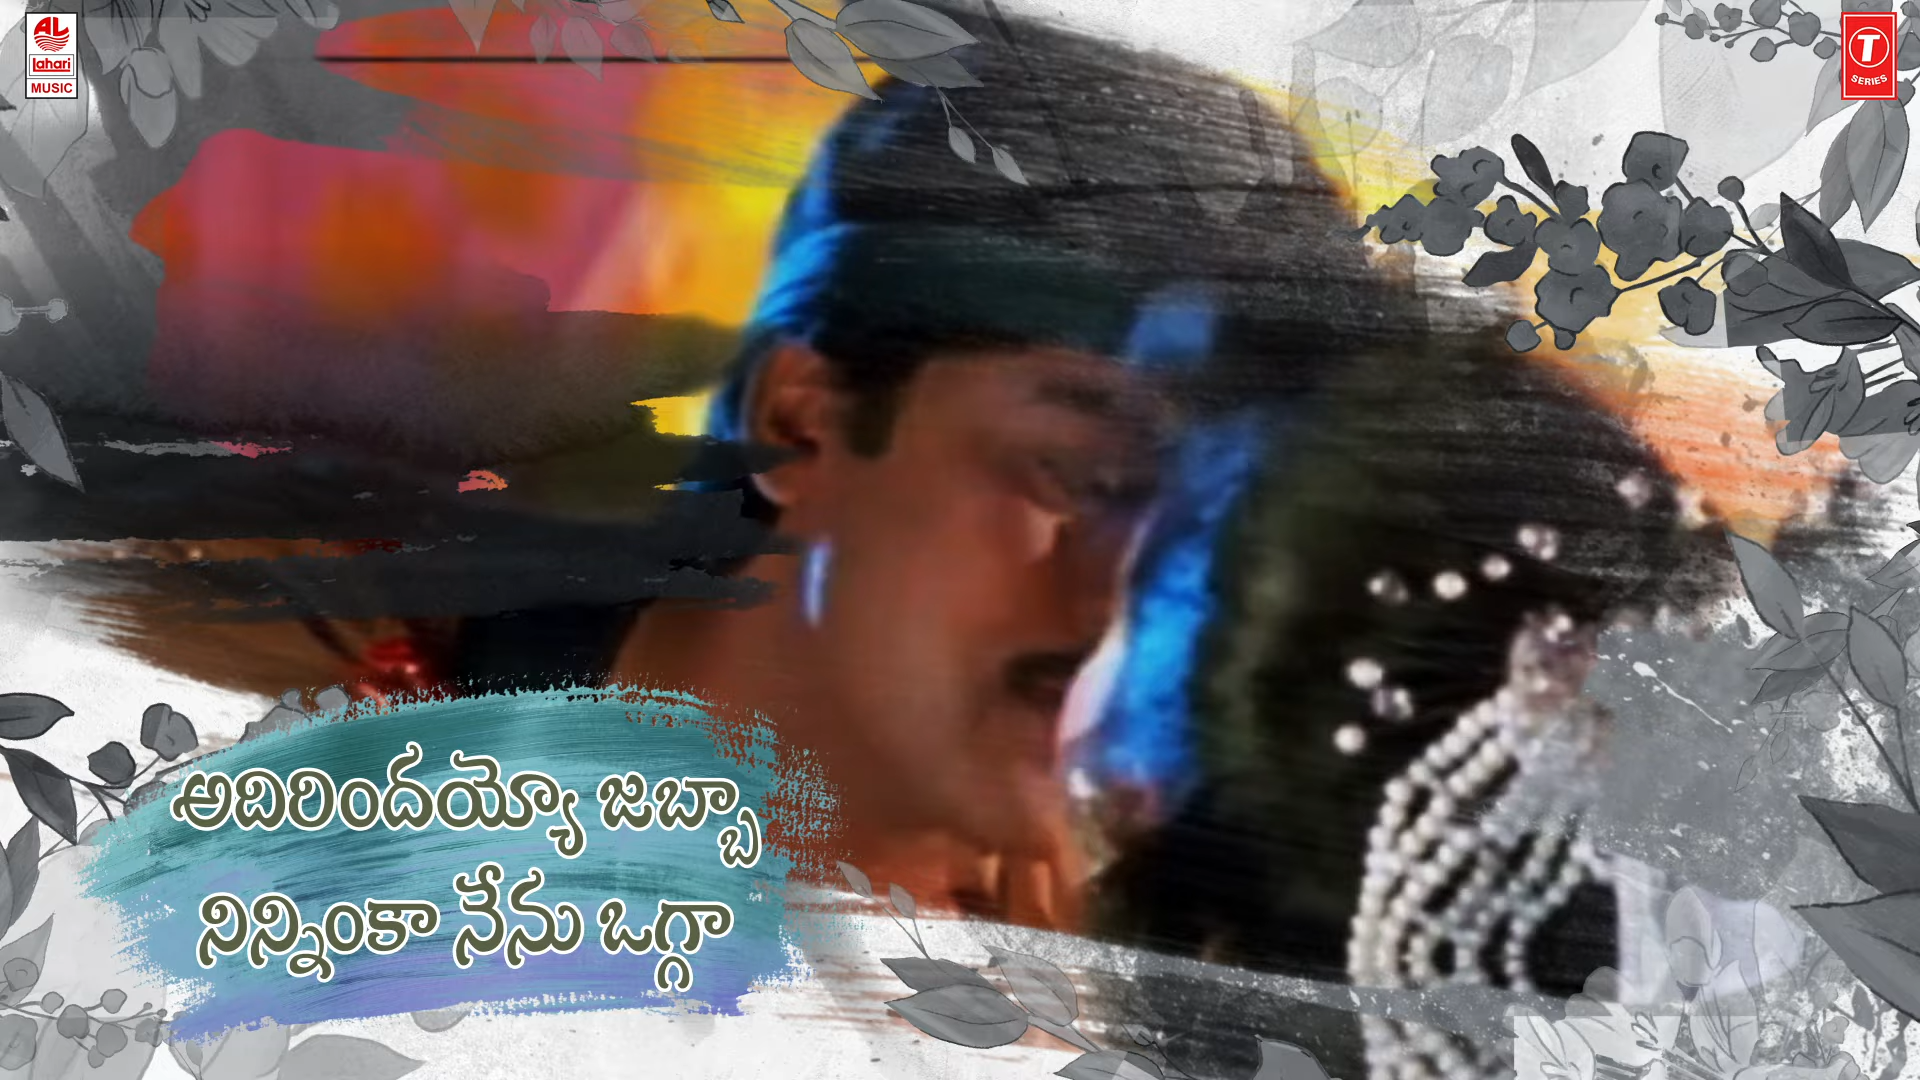 AL
lahari
MUSIC
T
SERIES
అదిరిందయ్యో జబ్బా
నిన్నింకా నేను ఒగ్గా